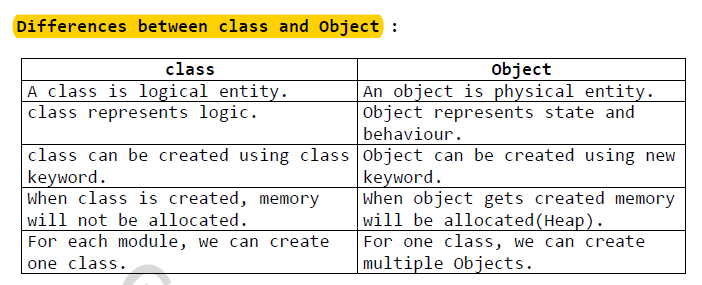 Differences between class and Object :
class Object
A class is logical entity. An object is physical entity.
class represents logic. Object represents state and
behaviour.
class can be created using class Object can be created using new
keyword. keyword.
When class is created, memory When object gets created memory
will not be allocated. will be allocated(Heap).
For each module, we can create For one class, we can create
one class. multiple Objects.